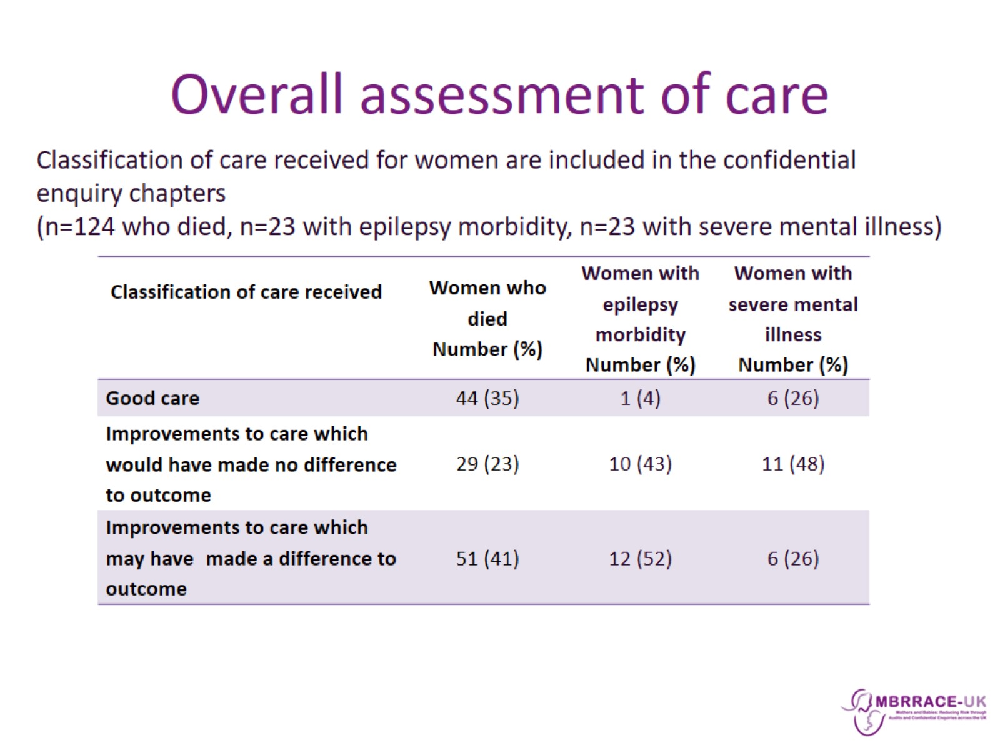 Overall assessment of care
Classification of care received for women are included in the confidential
enquiry chapters
(n=124 who died, n=23 with epilepsy morbidity, n=23 with severe mental illness)
Classification of care received
Women who
died
Number (%)
Women with
epilepsy
morbidity
Number (%)
Women with
severe mental
illness
Number (%)
Good care
44 (35)
1 (4)
6 (26)
Improvements to care which
would have made no difference
to outcome
29 (23)
10 (43)
11 (48)
Improvements to care which
may have made a difference to
outcome
51 (41)
12 (52)
6 (26)
MBRRACE-UK
Mothers and Babies: Reducing Risk through
Audits and Confidential Enquiries across the UK